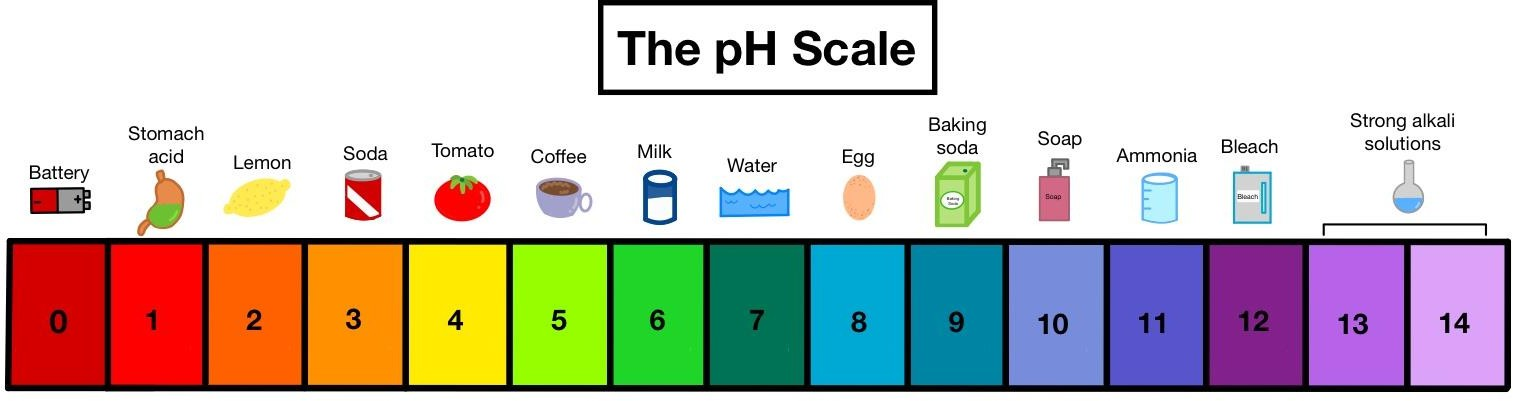 The pH Scale
Battery
Stomach
acid
Lemon
Soda
Tomato
Coffee
Milk
Water
Egg
Baking
soda
Baking
Soda
Soap
Soap
Ammonia
Bleach
Bleach
Strong alkali
solutions
0
1
2
3
4
5
6
7
8
9
10
11
12
13
14